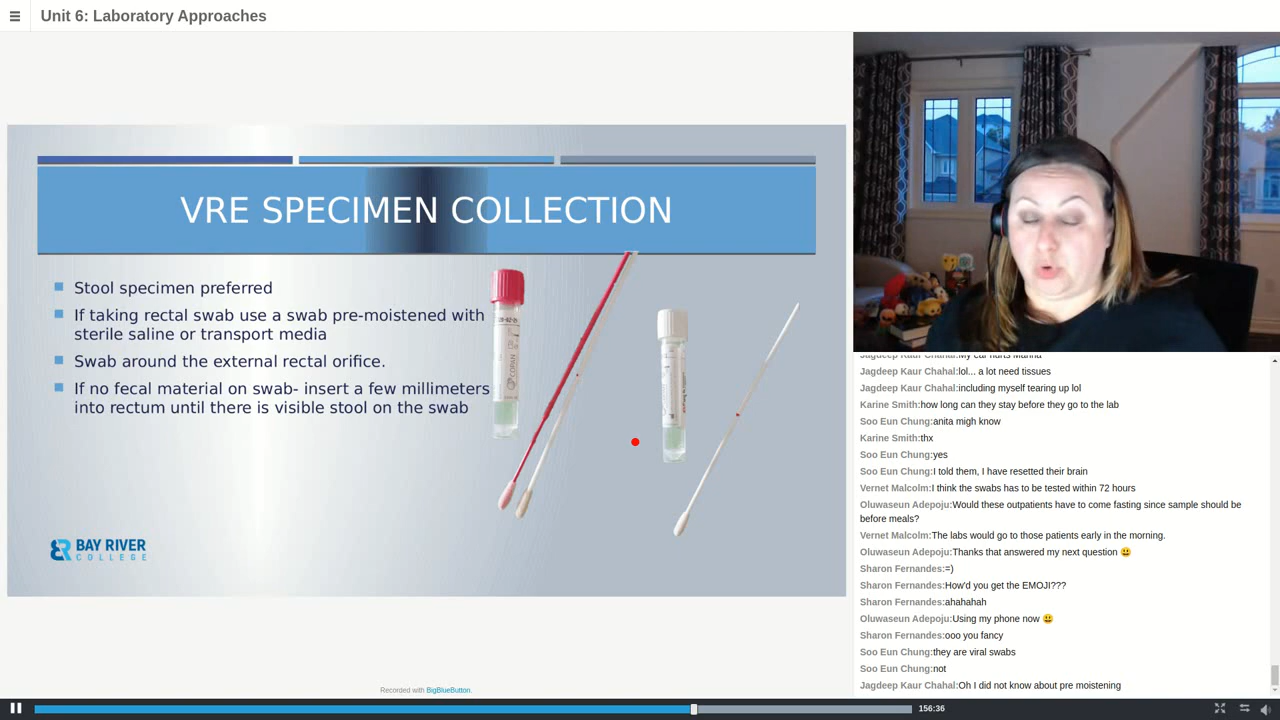 Unit 6: Laboratory Approaches
VRE SPECIMEN COLLECTION
Stool specimen preferred
If taking rectal swab use a swab pre-moistened with
sterile saline or transport media
Swab around the external rectal orifice.
If no fecal material on swab- insert a few millimeters
into rectum until there is visible stool on the swab
COPAN
BAY RIVER
COLLEGE
Recorded with BigBlueButton.
Jagdeep Kaur Chahal:lol... a lot need tissues
Jagdeep Kaur Chahal:including myself tearing up lol
Karine Smith:how long can they stay before they go to the lab
Soo Eun Chung:anita migh know
Karine Smith:thx
Soo Eun Chung:yes
Soo Eun Chung:I told them, I have resetted their brain
Vernet Malcolm:I think the swabs has to be tested within 72 hours
Oluwaseun Adepoju:Would these outpatients have to come fasting since sample should be
before meals?
Vernet Malcolm:The labs would go to those patients early in the morning.
Oluwaseun Adepoju:Thanks that answered my next question 😃
Sharon Fernandes:=)
Sharon Fernandes:How'd you get the EMOJI???
Sharon Fernandes:ahahahah
Oluwaseun Adepoju:Using my phone now 😃
Sharon Fernandes:ooo you fancy
Soo Eun Chung:they are viral swabs
Soo Eun Chung:not
Jagdeep Kaur Chahal:Oh I did not know about pre moistening
156:36